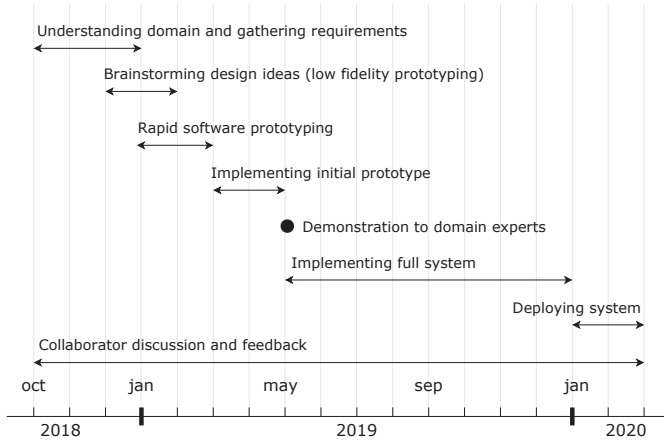 Understanding domain and gathering requirements
Brainstorming design ideas (low fidelity prototyping)
Rapid software prototyping
Implementing initial prototype
Demonstration to domain experts
Implementing full system
Deploying system
Collaborator discussion and feedback
oct jan may sep jan
2018 2019 2020